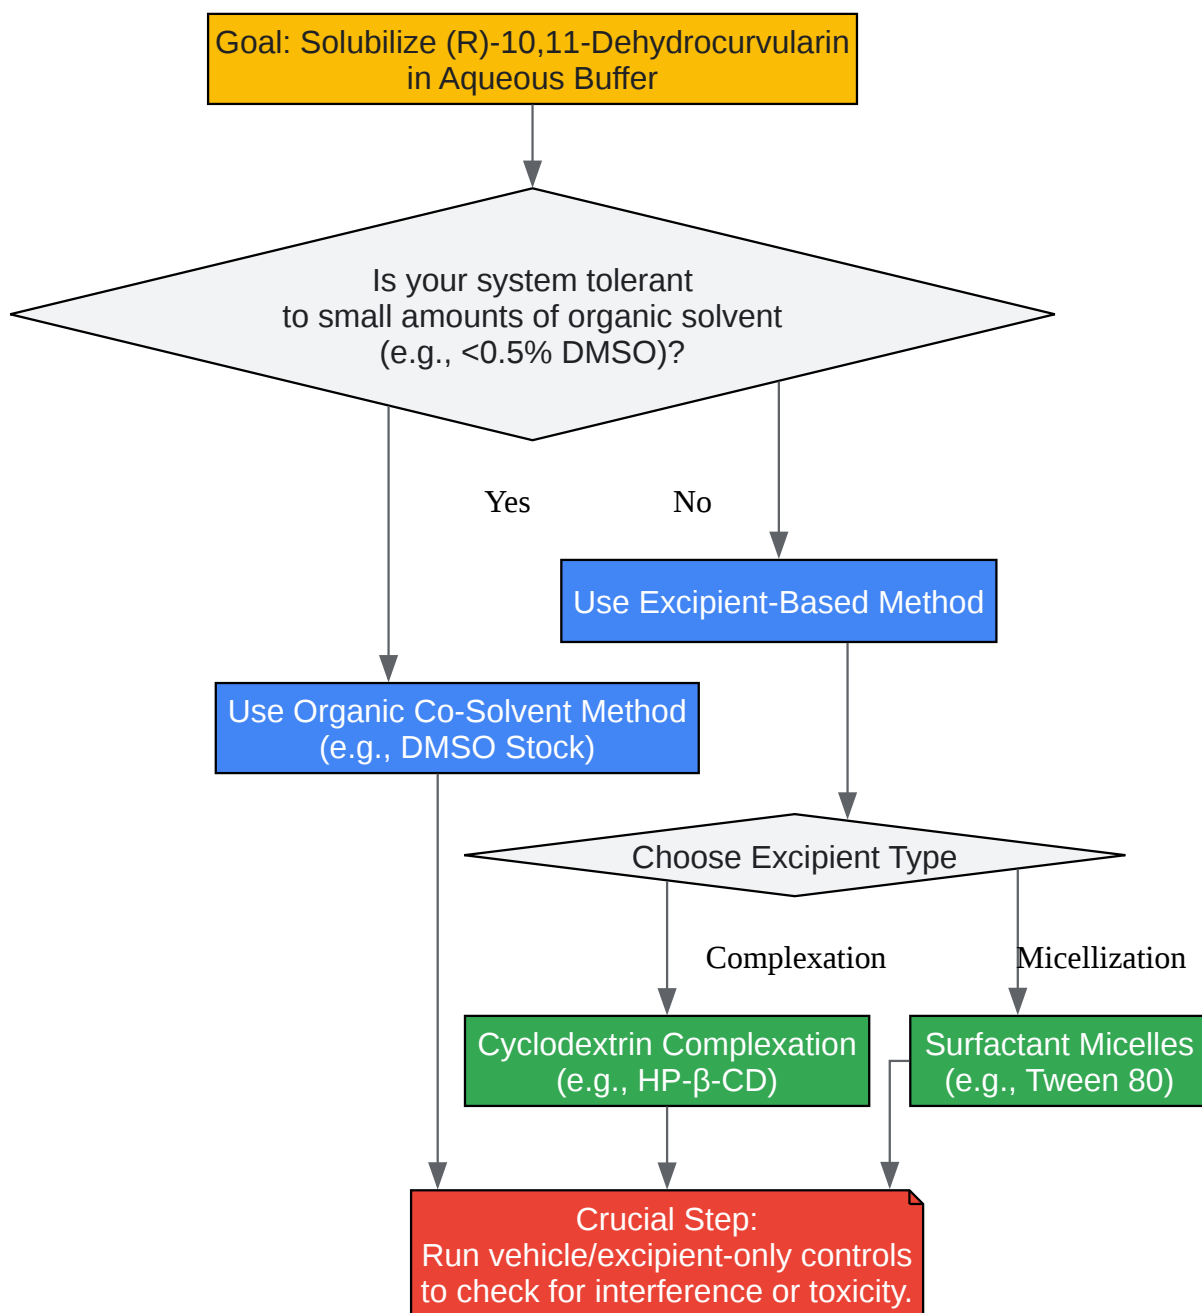 Goal: Solubilize (R)-10,11-Dehydrocurvularin
in Aqueous Buffer
Is your system tolerant
to small amounts of organic solvent
(e.g., <0.5% DMSO)?
Yes
No
Use Excipient-Based Method
Use Organic Co-Solvent Method
(e.g., DMSO Stock)
Choose Excipient Type
Complexation
Micellization
Cyclodextrin Complexation
(e.g., HP-β-CD)
Surfactant Micelles
(e.g., Tween 80)
Crucial Step:
Run vehicle/excipient-only controls
to check for interference or toxicity.